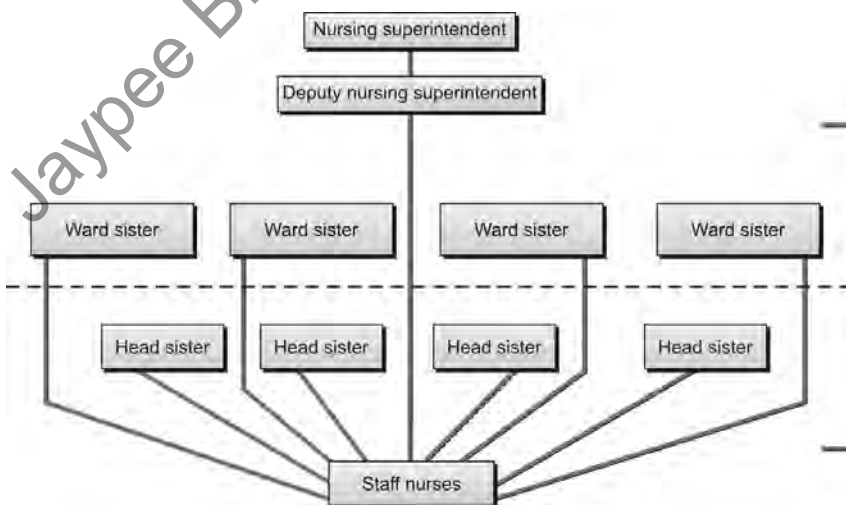 Jaypee B
Nursing superintendent
Deputy nursing superintendent
Ward sister
Ward sister
Ward sister
Ward sister
Head sister
Head sister
Head sister
Head sister
Staff nurses